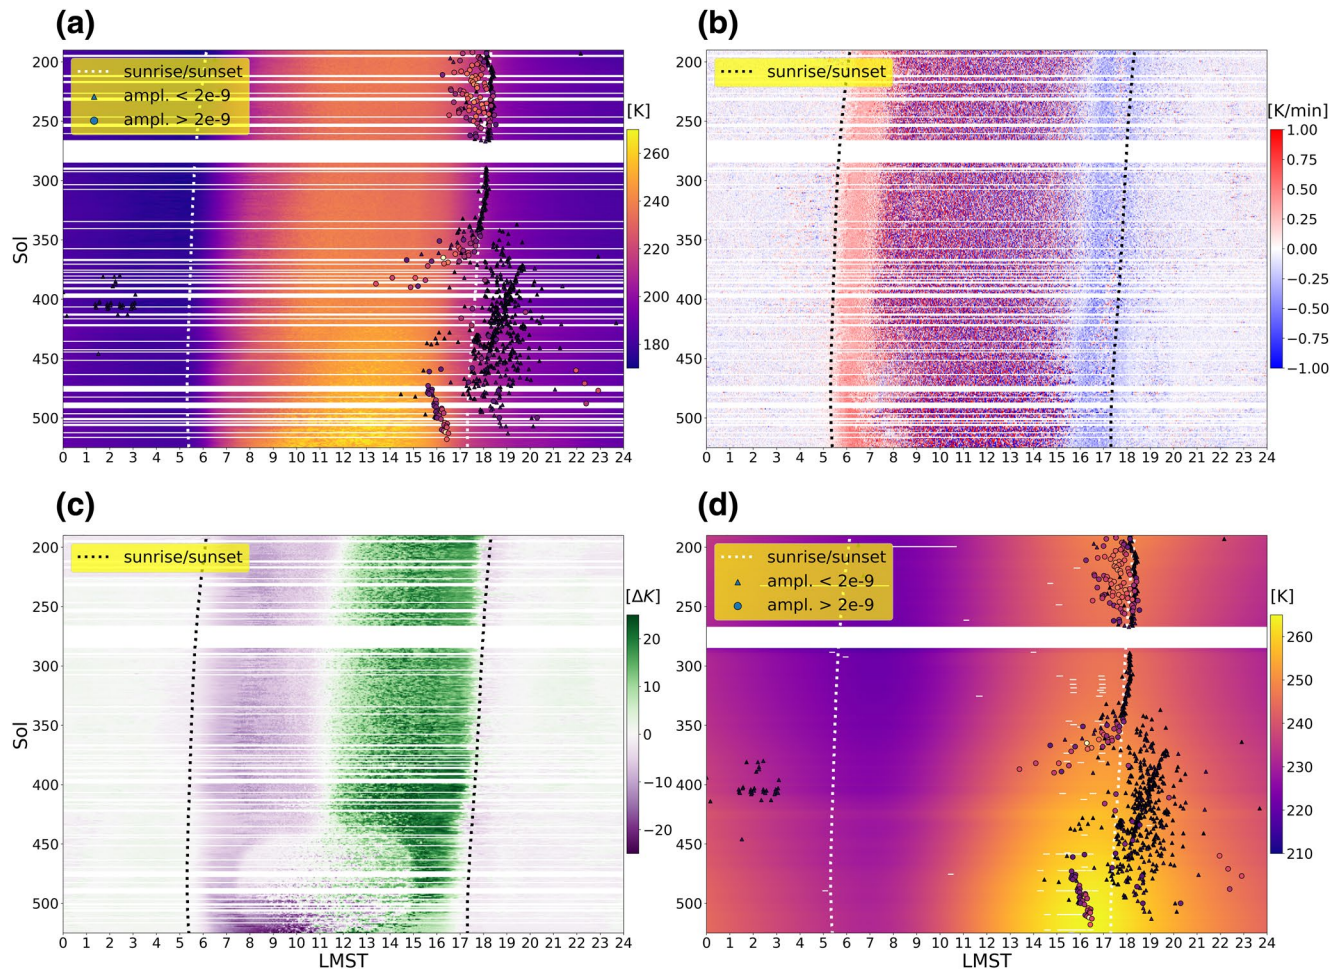 (a)
(b)
200
250
300
350
400
450
500
Sol
sunrise/sunset
ampl. < 2e-9
ampl. > 2e-9
0 1 2 3 4 5 6 7 8 9 10 11 12 13 14 15 16 17 18 19 20 21 22 23 24
[K]
260
240
220
200
180
200
250
300
350
400
450
500
sunrise/sunset
0 1 2 3 4 5 6 7 8 9 10 11 12 13 14 15 16 17 18 19 20 21 22 23 24
[K/min]
1.00
0.75
0.50
0.25
0.00
−0.25
−0.50
−0.75
−1.00
(c)
(d)
200
250
300
350
400
450
500
Sol
sunrise/sunset
0 1 2 3 4 5 6 7 8 9 10 11 12 13 14 15 16 17 18 19 20 21 22 23 24
LMST
[ΔK]
20
10
0
−10
−20
200
250
300
350
400
450
500
sunrise/sunset
ampl. < 2e-9
ampl. > 2e-9
0 1 2 3 4 5 6 7 8 9 10 11 12 13 14 15 16 17 18 19 20 21 22 23 24
LMST
[K]
260
250
240
230
220
210